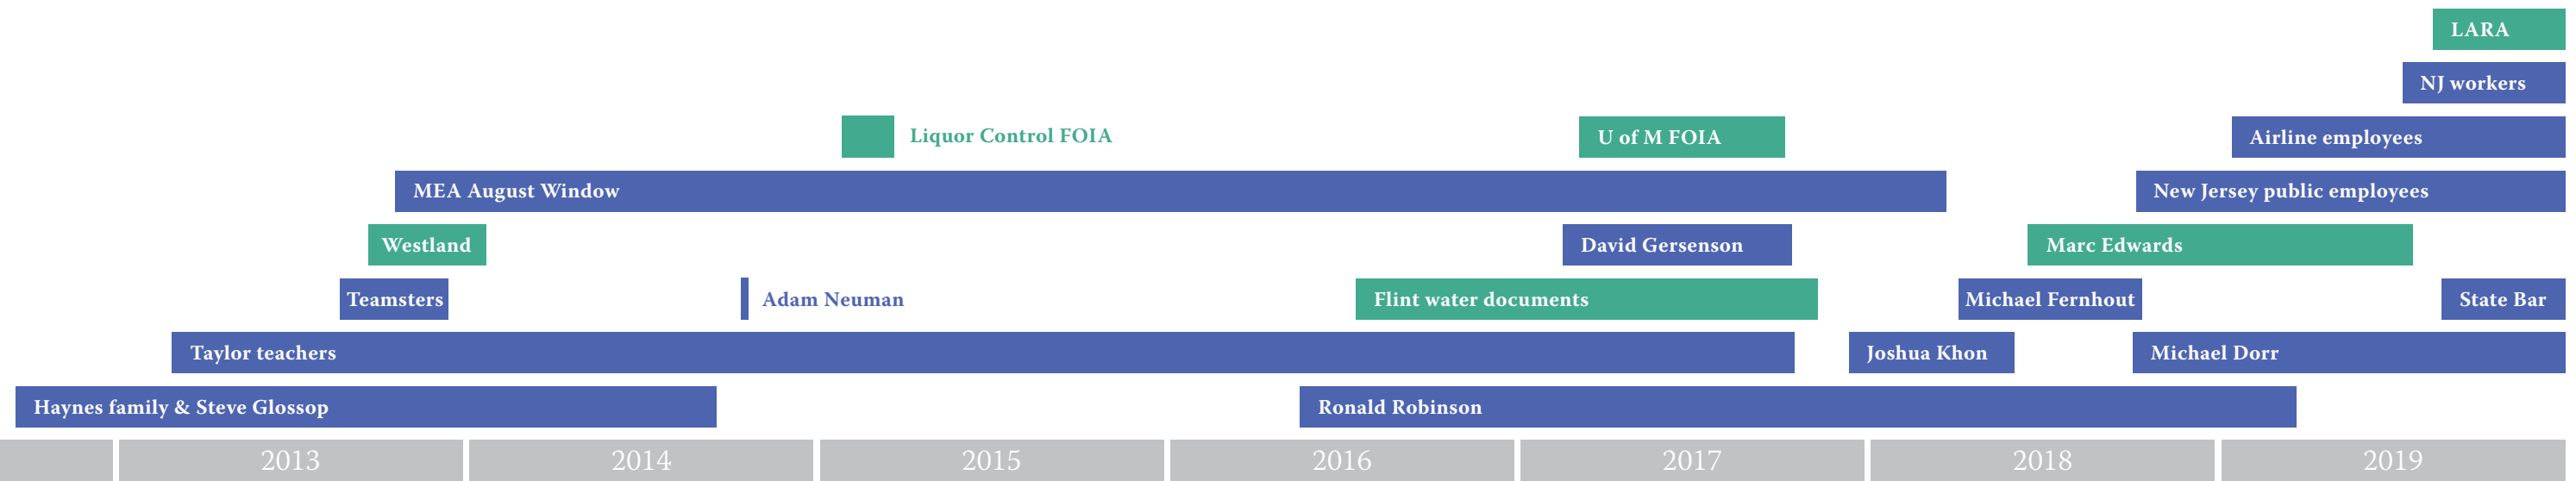 LARA
NJ workers
Liquor Control FOIA
U of M FOIA
Airline employees
MEA August Window
New Jersey public employees
Westland
David Gersenson
Marc Edwards
Teamsters
Adam Neuman
Flint water documents
Michael Fernhout
State Bar
Taylor teachers
Joshua Khon
Michael Dorr
Haynes family & Steve Glossop
Ronald Robinson
2013
2014
2015
2016
2017
2018
2019